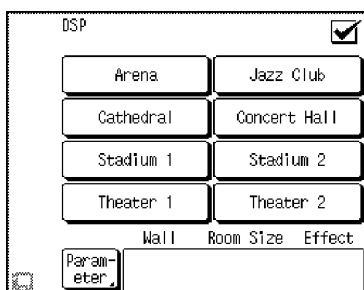 DSP
Arena Jazz Club
Cathedral Concert Hall
Stadium 1 Stadium 2
Theater 1 Theater 2
Wall Room Size Effect
Param-
eter